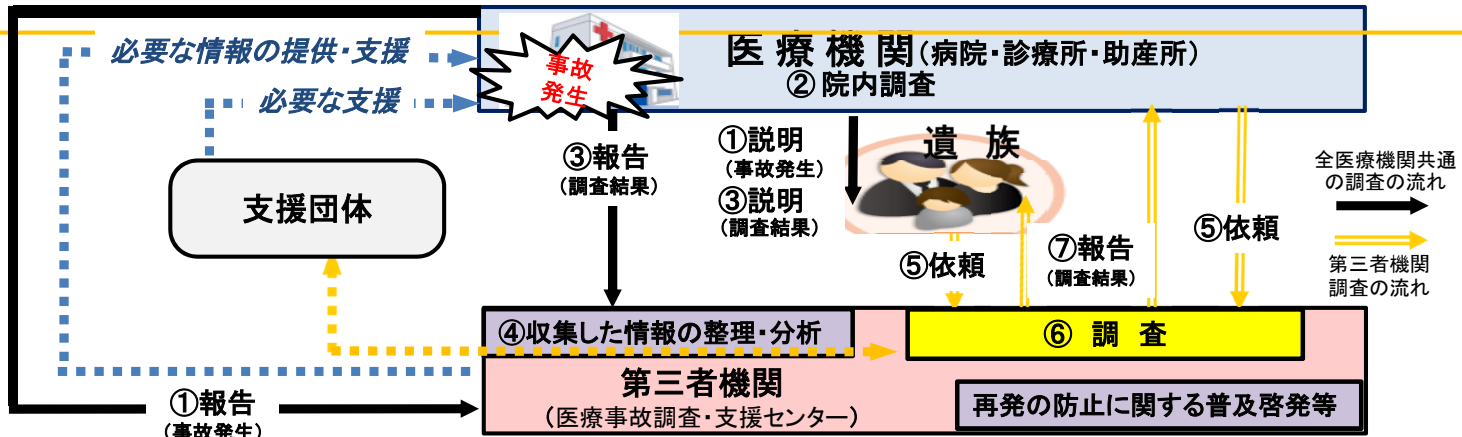 必要な情報の提供・支援
必要な支援
事故
発生
医療機関(病院・診療所・助産所)
②院内調査
③報告
(調査結果)
①説明
(事故発生)
③説明
(調査結果)
遺族
全医療機関共通
の調査の流れ
第三者機関
調査の流れ
支援団体
⑤依頼
⑦報告
(調査結果)
⑤依頼
④収集した情報の整理・分析
⑥調査
第三者機関
(医療事故調査・支援センター)
再発の防止に関する普及啓発等
①報告
(事故発生)